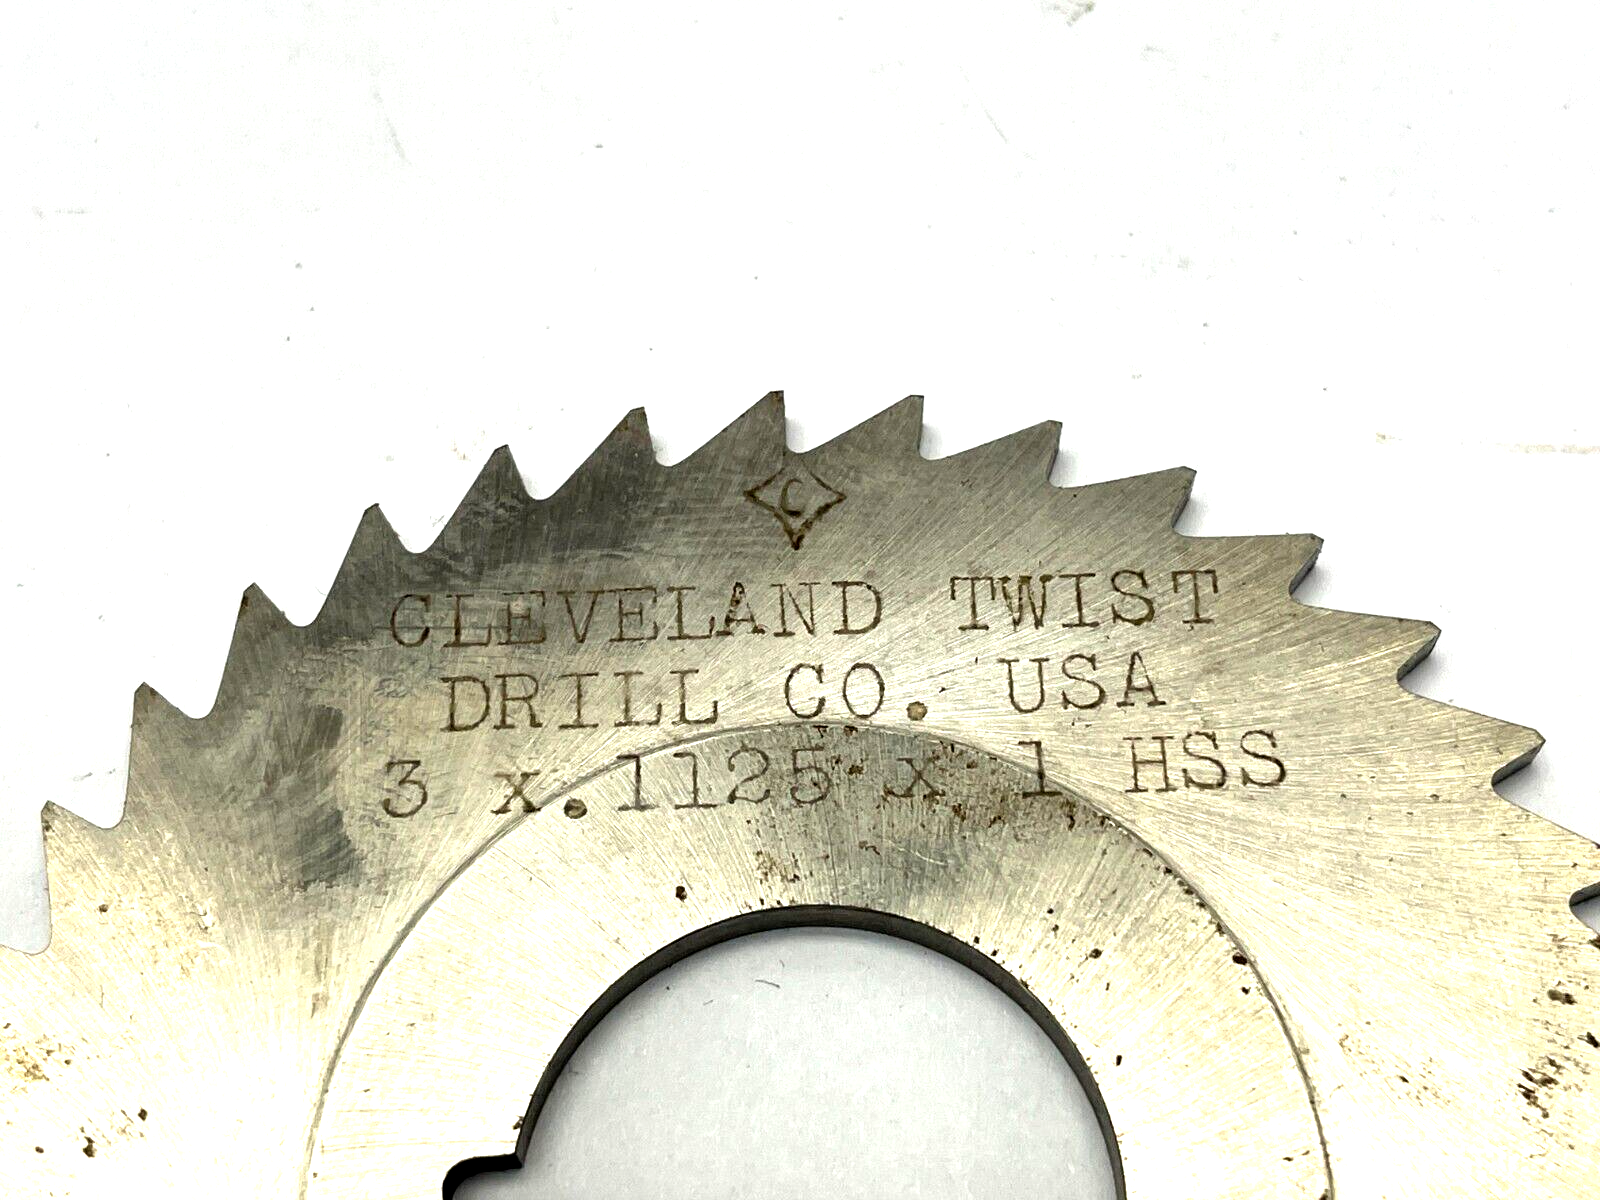 C
CLEVELAND TWIST
DRILL CO. USA
3 x .1125 x 1 HSS